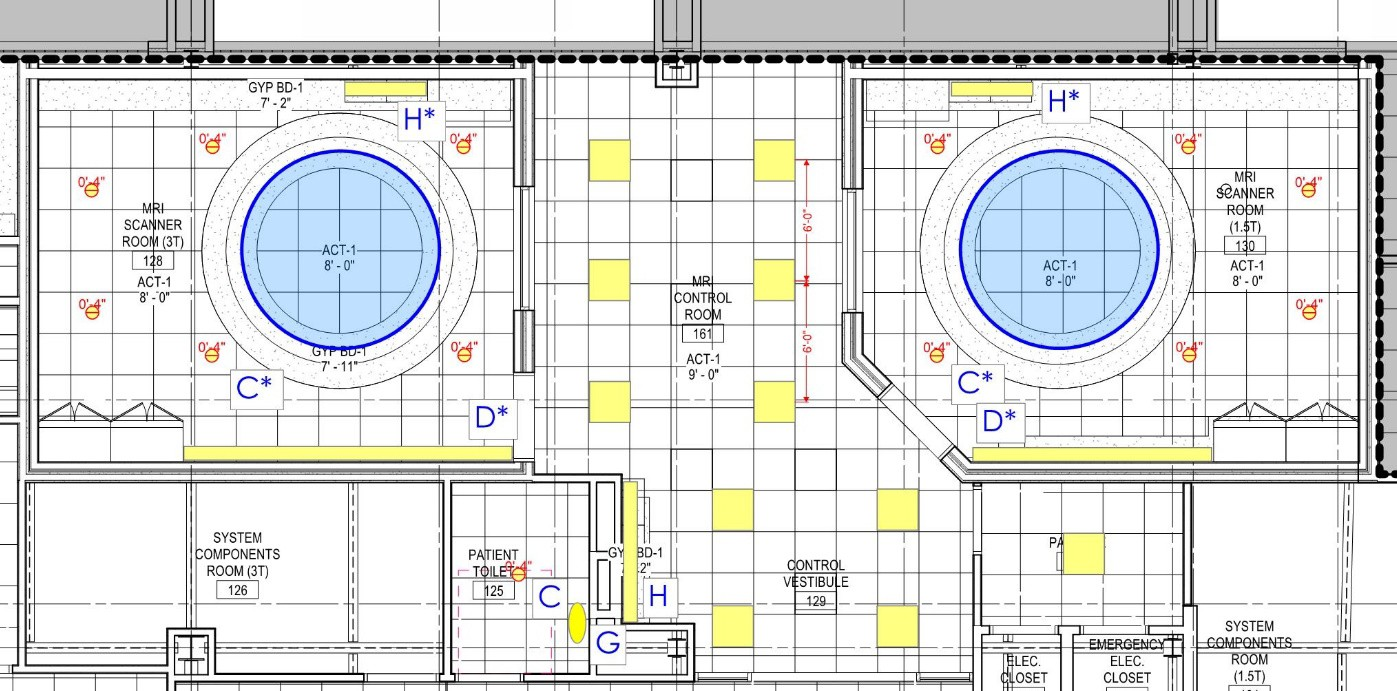 GYP BD-1
7' - 2"
H*
H*
0'-4"
0'-4"
0'-4"
0'-4"
0'-4"
0'-4"
MRI
SCANNER
ROOM (3T)
128
ACT-1
8' - 0"
ACT-1
8' - 0"
6'-0"
MRI
SCANNER
ROOM
(1.5T)
130
ACT-1
8' - 0"
ACT-1
8' - 0"
MRI
CONTROL
ROOM
161
ACT-1
9' - 0"
6'-0"
0'-4"
0'-4"
0'-4"
0'-4"
0'-4"
0'-4"
GYP BD-1
7' - 11"
C*
C*
D*
D*
SYSTEM
COMPONENTS
ROOM (3T)
126
PATIENT
TOILET
125
0'-4"
C
G
H
BD-1
CONTROL
VESTIBULE
129
ELEC.
CLOSET
EMERGENCY
ELEC.
CLOSET
SYSTEM
COMPONENTS
ROOM
(1.5T)